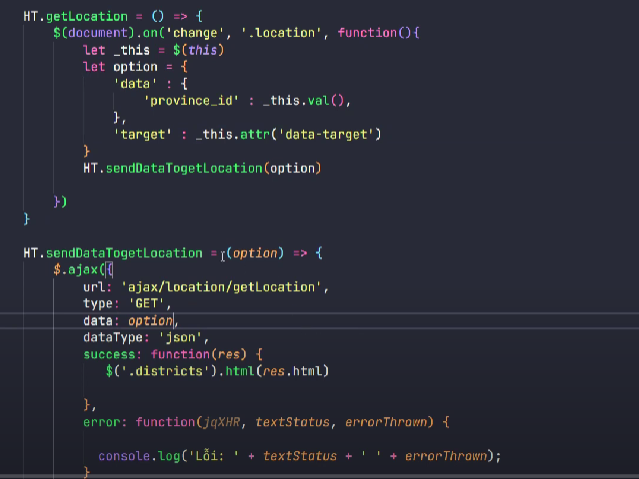 HT.getLocation = () => {
    $(document).on('change', '.location', function(){
        let _this = $(this)
        let option = {
            'data' : {
                'province_id' : _this.val(),
            },
            'target' : _this.attr('data-target')
        }
        HT.sendDataTogetLocation(option)
    })
}
HT.sendDataTogetLocation = (option) => {
    $.ajax({
        url: 'ajax/location/getLocation',
        type: 'GET',
        data: option,
        dataType: 'json',
        success: function(res) {
            $('.districts').html(res.html)
        },
        error: function(jqXHR, textStatus, errorThrown) {
          console.log('Lỗi: ' + textStatus + ' ' + errorThrown);
        }